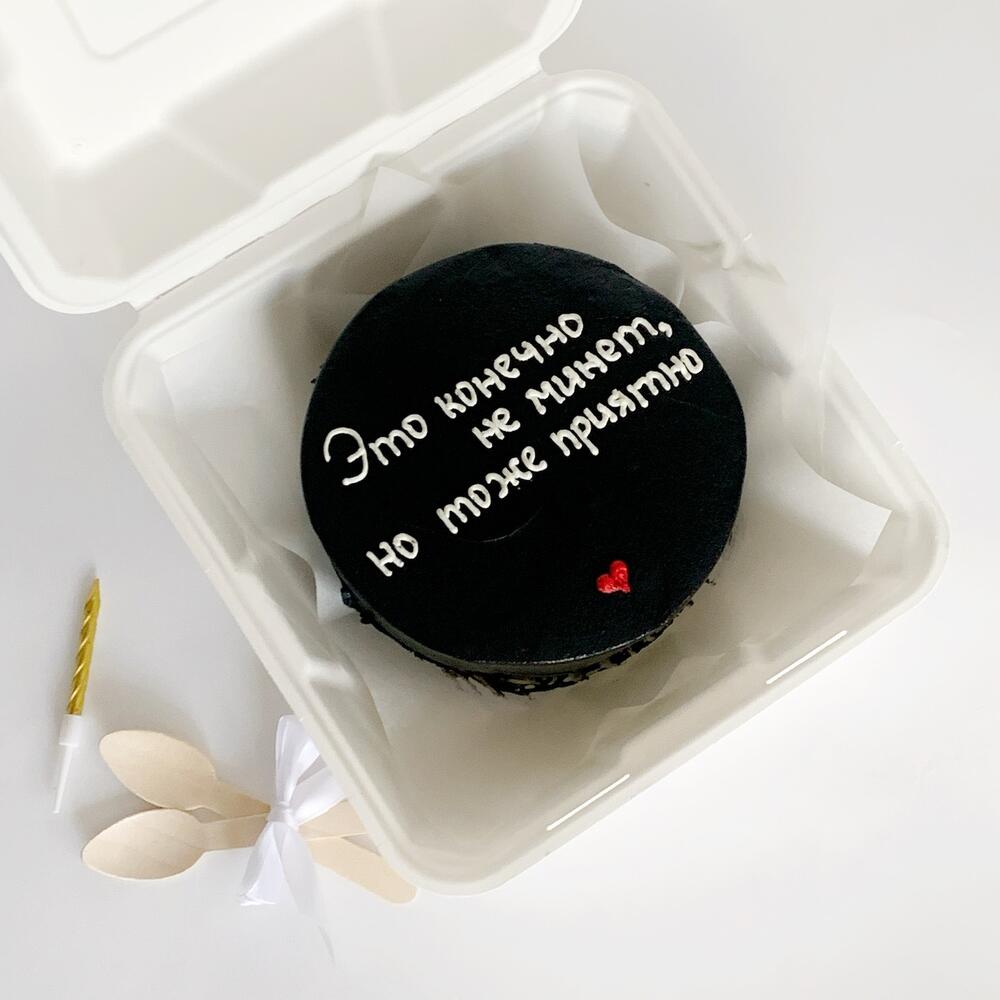 Это конечно
не минет,
но тоже приятно